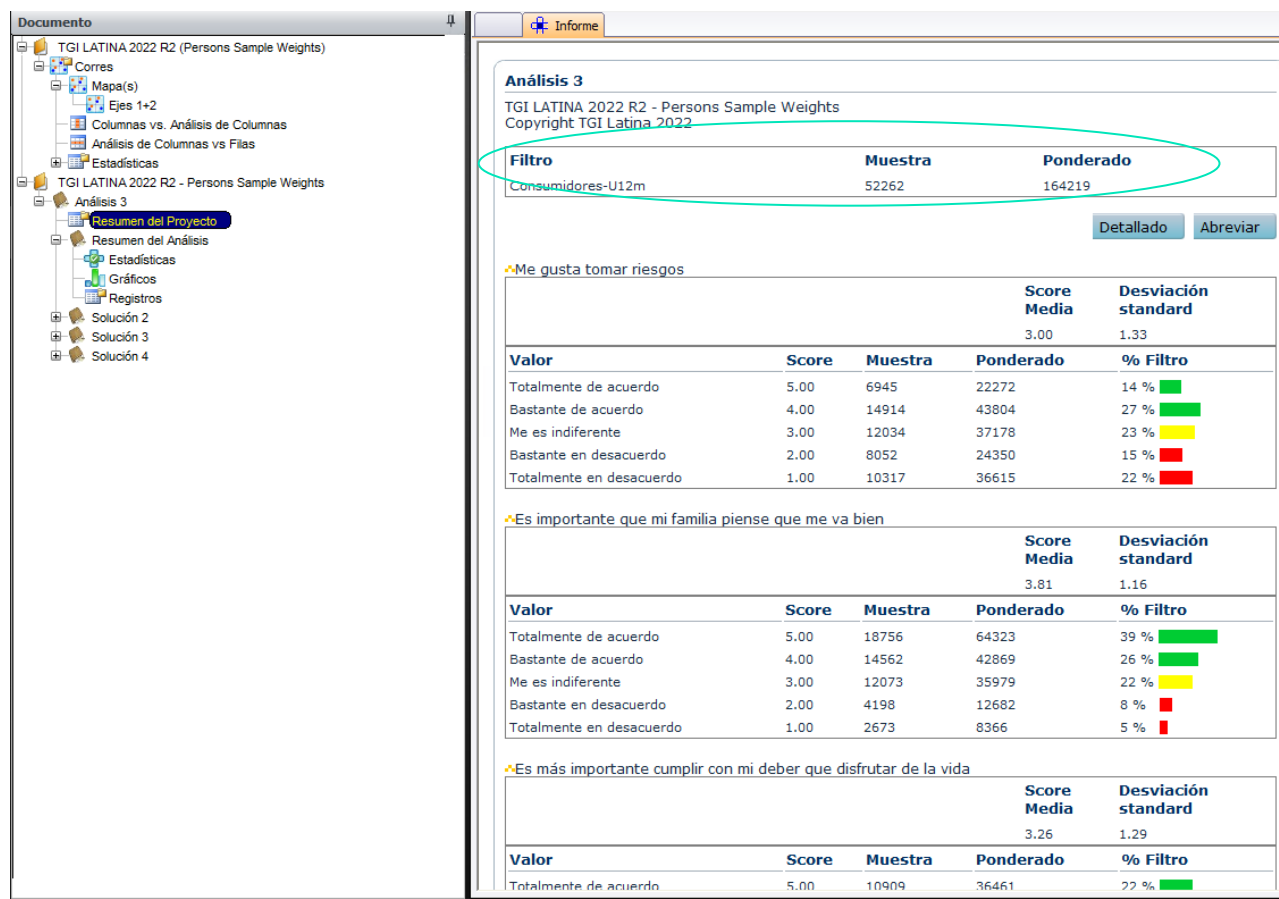 Documento
TGI LATINA 2022 R2 (Persons Sample Weights)
Corres
Mapa(s)
Ejes 1+2
Columnas vs. Análisis de Columnas
Análisis de Columnas vs Filas
Estadísticas
TGI LATINA 2022 R2 - Persons Sample Weights
Análisis 3
Resumen del Proyecto
Resumen del Análisis
Estadísticas
Gráficos
Registros
Solución 2
Solución 3
Solución 4
Informe
Análisis 3
TGI LATINA 2022 R2 - Persons Sample Weights
Copyright TGI Latina 2022
Filtro Muestra Ponderado
Consumidores-U12m 52262 164219
Detallado Abreviar
Me gusta tomar riesgos
Score Media Desviación standard
3.00 1.33
Valor Score Muestra Ponderado % Filtro
Totalmente de acuerdo 5.00 6945 22272 14 %
Bastante de acuerdo 4.00 14914 43804 27 %
Me es indiferente 3.00 12034 37178 23 %
Bastante en desacuerdo 2.00 8052 24350 15 %
Totalmente en desacuerdo 1.00 10317 36615 22 %
Es importante que mi familia piense que me va bien
Score Media Desviación standard
3.81 1.16
Valor Score Muestra Ponderado % Filtro
Totalmente de acuerdo 5.00 18756 64323 39 %
Bastante de acuerdo 4.00 14562 42869 26 %
Me es indiferente 3.00 12073 35979 22 %
Bastante en desacuerdo 2.00 4198 12682 8 %
Totalmente en desacuerdo 1.00 2673 8366 5 %
Es más importante cumplir con mi deber que disfrutar de la vida
Score Media Desviación standard
3.26 1.29
Valor Score Muestra Ponderado % Filtro
Totalmente de acuerdo 5.00 10909 36461 22 %